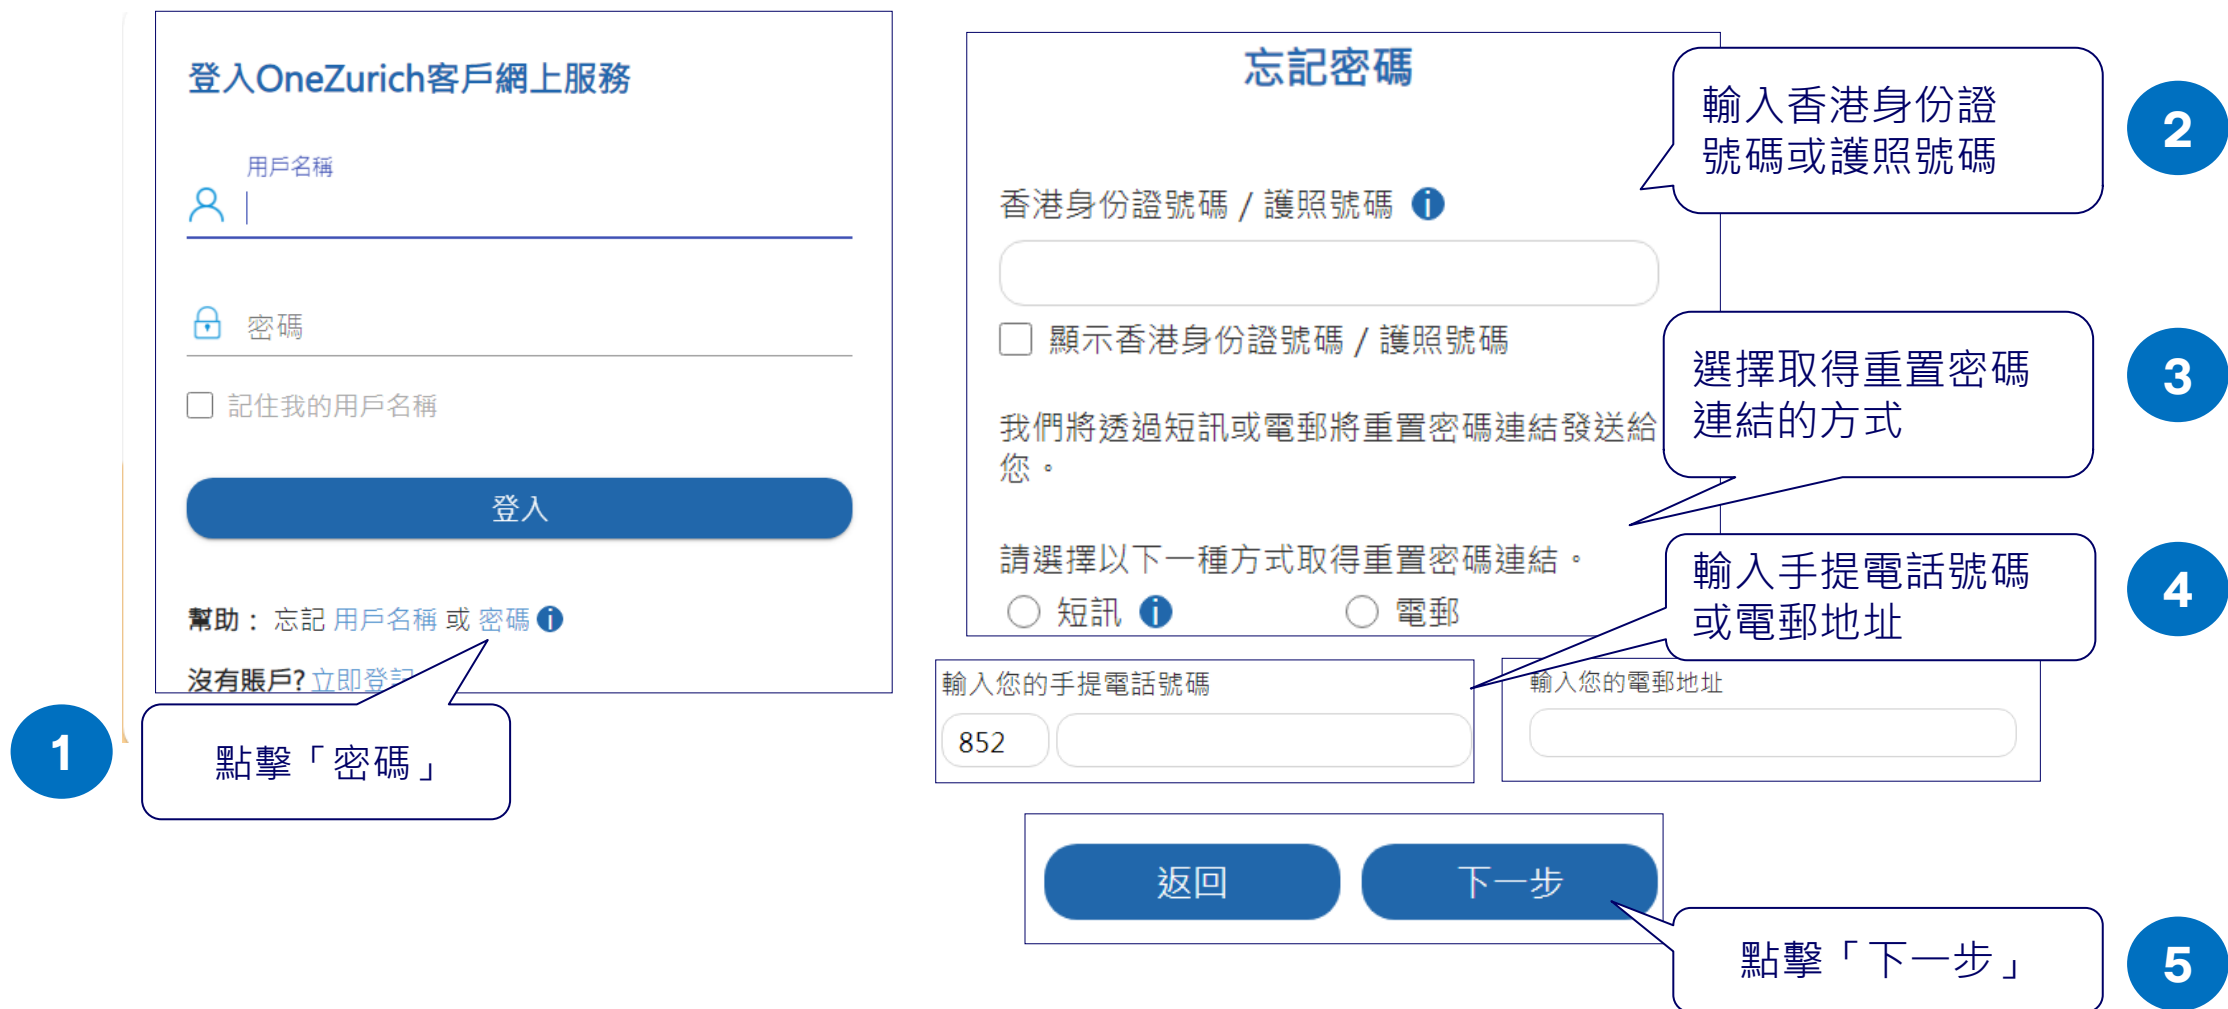 登入OneZurich客戶網上服務
用戶名稱
密碼
記住我的用戶名稱
登入
幫助： 忘記 用戶名稱 或 密碼
沒有賬戶? 立即登記
1
點擊「密碼」
忘記密碼
香港身份證號碼 / 護照號碼
顯示香港身份證號碼 / 護照號碼
我們將透過短訊或電郵將重置密碼連結發送給
您。
請選擇以下一種方式取得重置密碼連結。
短訊
電郵
輸入香港身份證
號碼或護照號碼
2
選擇取得重置密碼
連結的方式
3
輸入手提電話號碼
或電郵地址
4
輸入您的手提電話號碼
852
輸入您的電郵地址
返回
下一步
點擊「下一步」
5